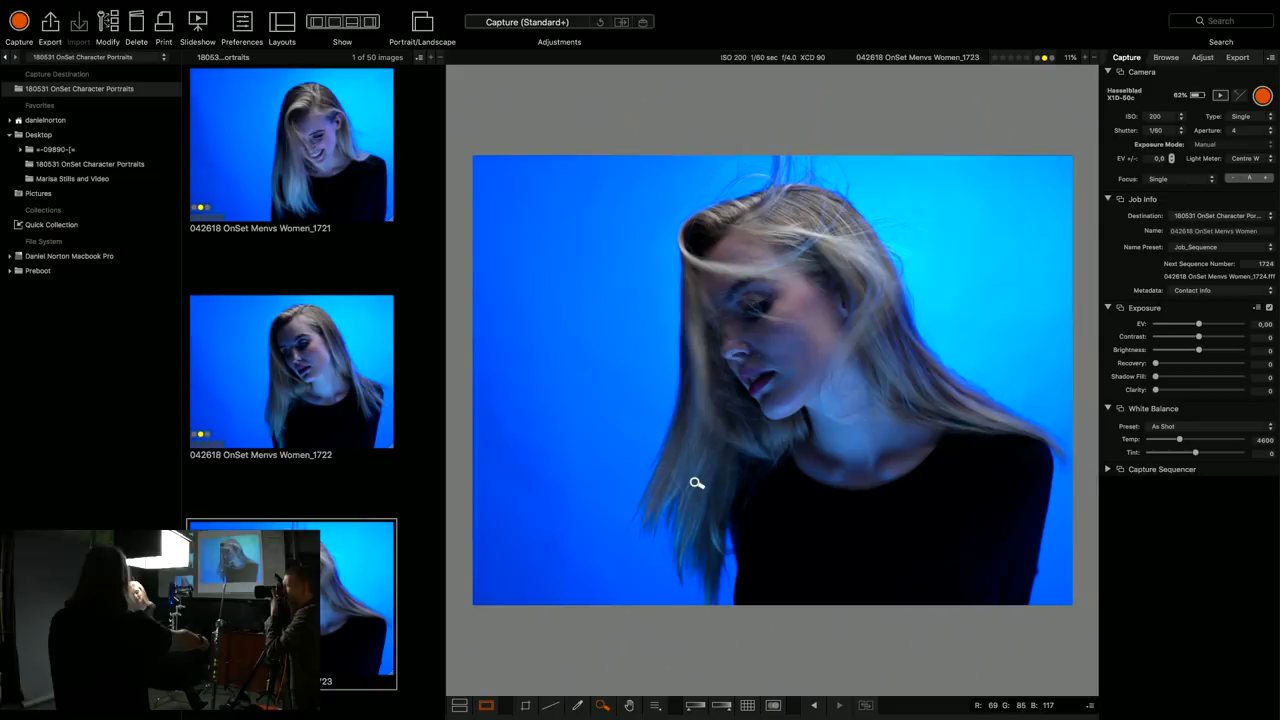 Capture (Standard+)
Search
Capture Export Import Modify Delete Print Slideshow Preferences Layouts Show Portrait/Landscape Adjustments Search
180531 OnSet Character Portraits
18053...ortraits
1 of 50 images
ISO 200 1/60 sec f/4.0 XCD 90
042618 OnSet Menvs Women_1723
11%
Capture Browse Adjust Export
Capture Destination
180531 OnSet Character Portraits
Favorites
danielnorton
Desktop
180531 OnSet Character Portraits
Marisa Stills and Video
Pictures
Collections
Quick Collection
File System
Daniel Norton Macbook Pro
Preboot
042618 OnSet Menvs Women_1721
042618 OnSet Menvs Women_1722
723
Camera
Hasselblad
X1D-50c
62%
ISO: 200 Type: Single
Shutter: 1/60 Aperture: 4
Exposure Mode: Manual
EV +/-: 0,0 Light Meter: Centre W
Focus: Single - A +
Job Info
Destination: 180531 OnSet Character Por...
Name: 042618 OnSet Menvs Women
Name Preset: Job_Sequence
Next Sequence Number: 1724
042618 OnSet Menvs Women_1724.fff
Metadata: Contact Info
Exposure
EV: 0,00
Contrast: 0
Brightness: 0
Recovery: 0
Shadow Fill: 0
Clarity: 0
White Balance
Preset: As Shot
Temp: 4600
Tint: 0
Capture Sequencer
R: 69 G: 85 B: 117